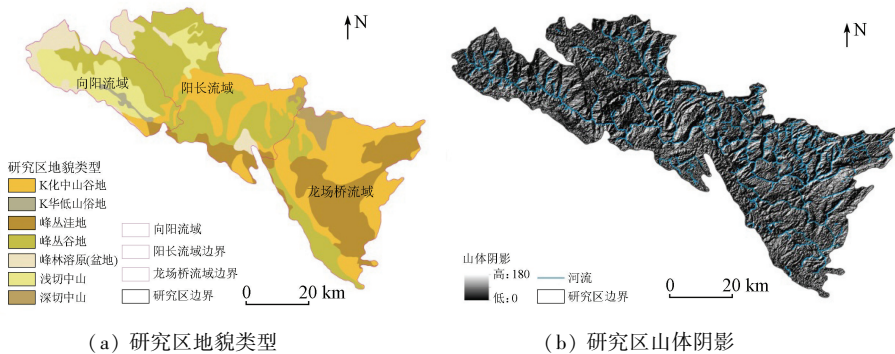 N
向阳流域
阳长流域
龙场桥流域
研究区地貌类型
K化中山谷地
K华低山俗地
峰丛洼地
峰丛谷地
峰林溶原(盆地)
浅切中山
深切中山
向阳流域
阳长流域边界
龙场桥流域边界
研究区边界
0 20 km
(a) 研究区地貌类型
N
山体阴影
高:180
低:0
河流
研究区边界
0 20 km
(b) 研究区山体阴影